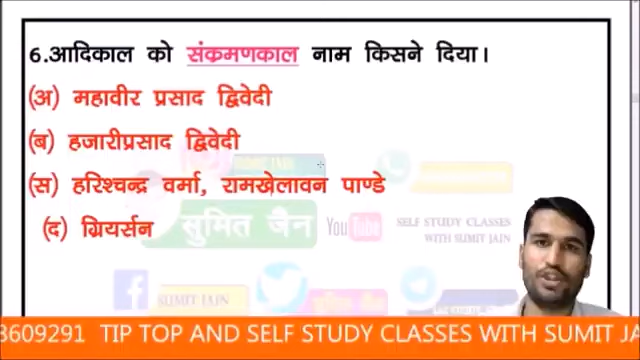 6.आदिकाल को संक्रमणकाल नाम किसने दिया।
(अ) महावीर प्रसाद द्विवेदी
(ब) हजारीप्रसाद द्विवेदी
(स) हरिश्चन्द्र वर्मा, रामखेलावन पाण्डे
(द) ग्रियर्सन
सुमित जैन
YouTube
SELF STUDY CLASSES
WITH SUMIT JAIN
SUMIT JAIN
3609291 TIP TOP AND SELF STUDY CLASSES WITH SUMIT JA